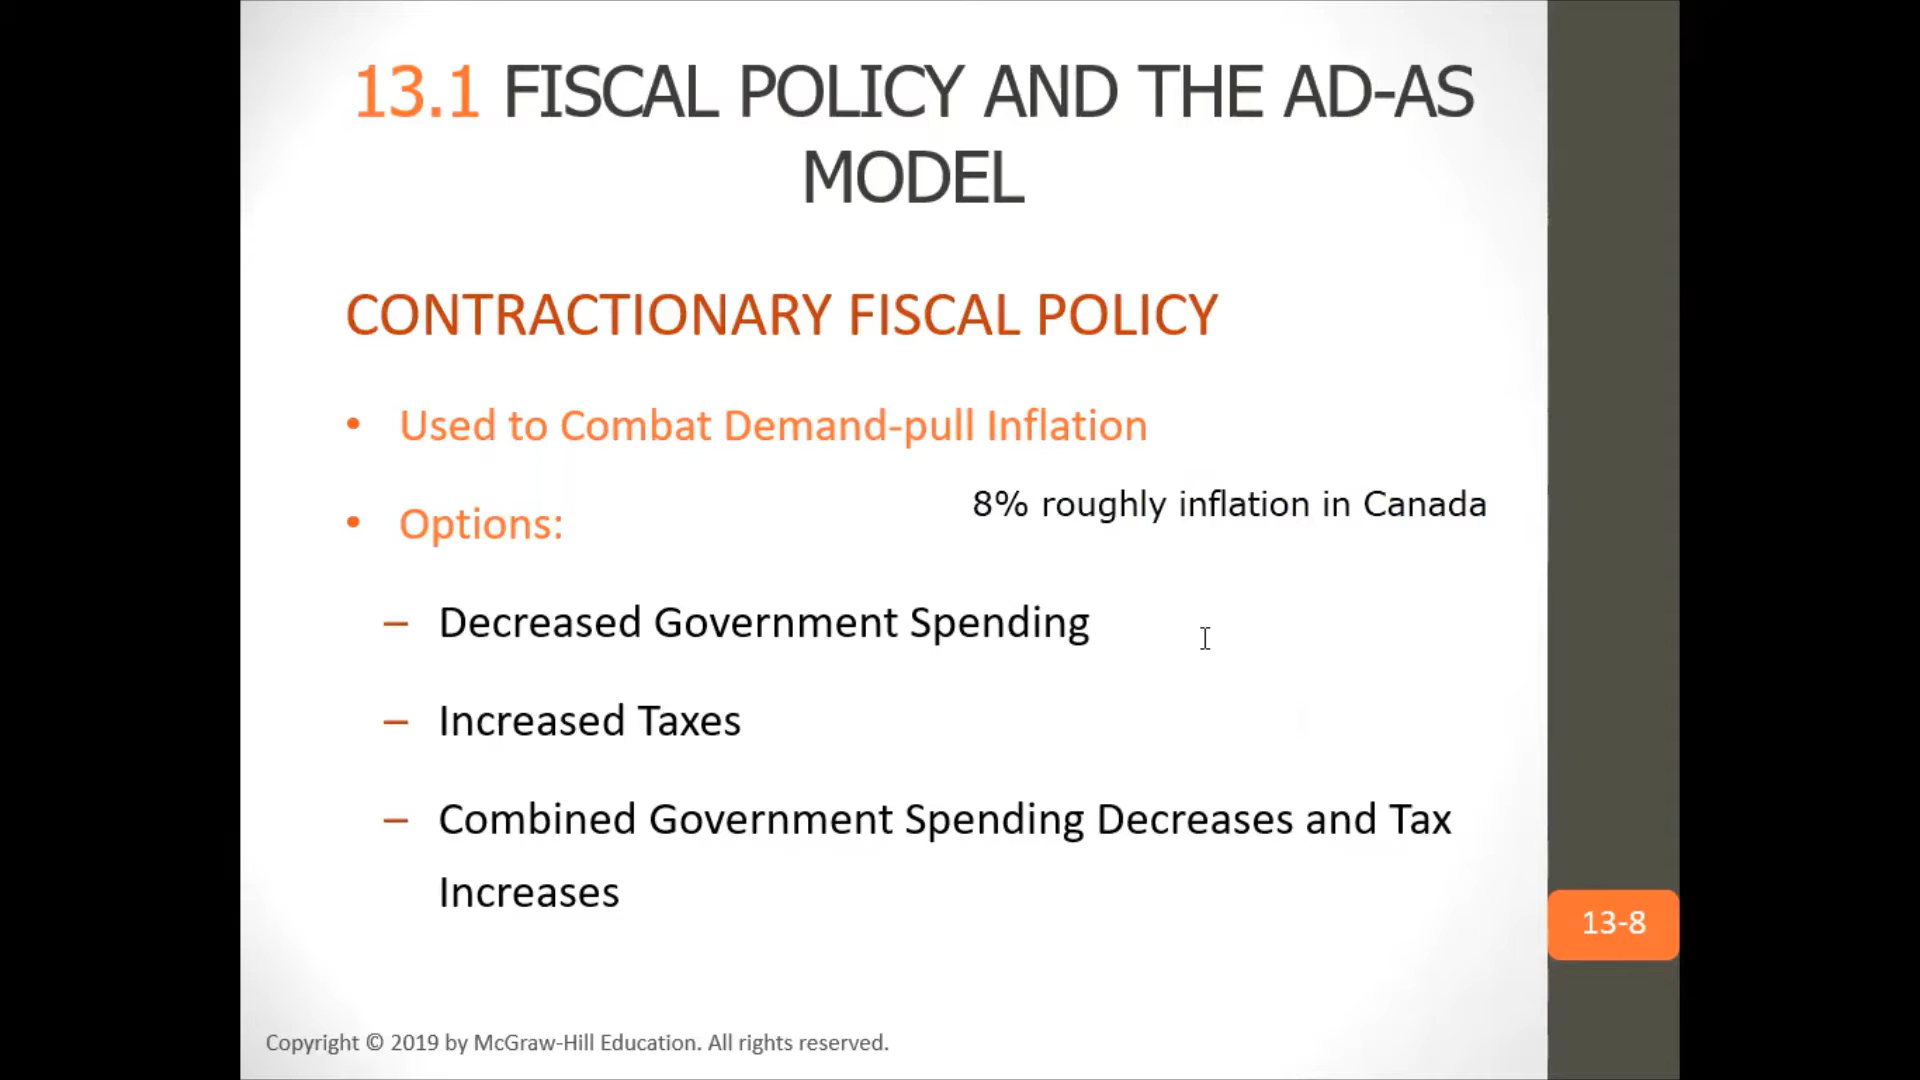 13.1 FISCAL POLICY AND THE AD-AS
MODEL
CONTRACTIONARY FISCAL POLICY
• Used to Combat Demand-pull Inflation
8% roughly inflation in Canada
• Options:
– Decreased Government Spending
– Increased Taxes
– Combined Government Spending Decreases and Tax
Increases
13-8
Copyright © 2019 by McGraw-Hill Education. All rights reserved.